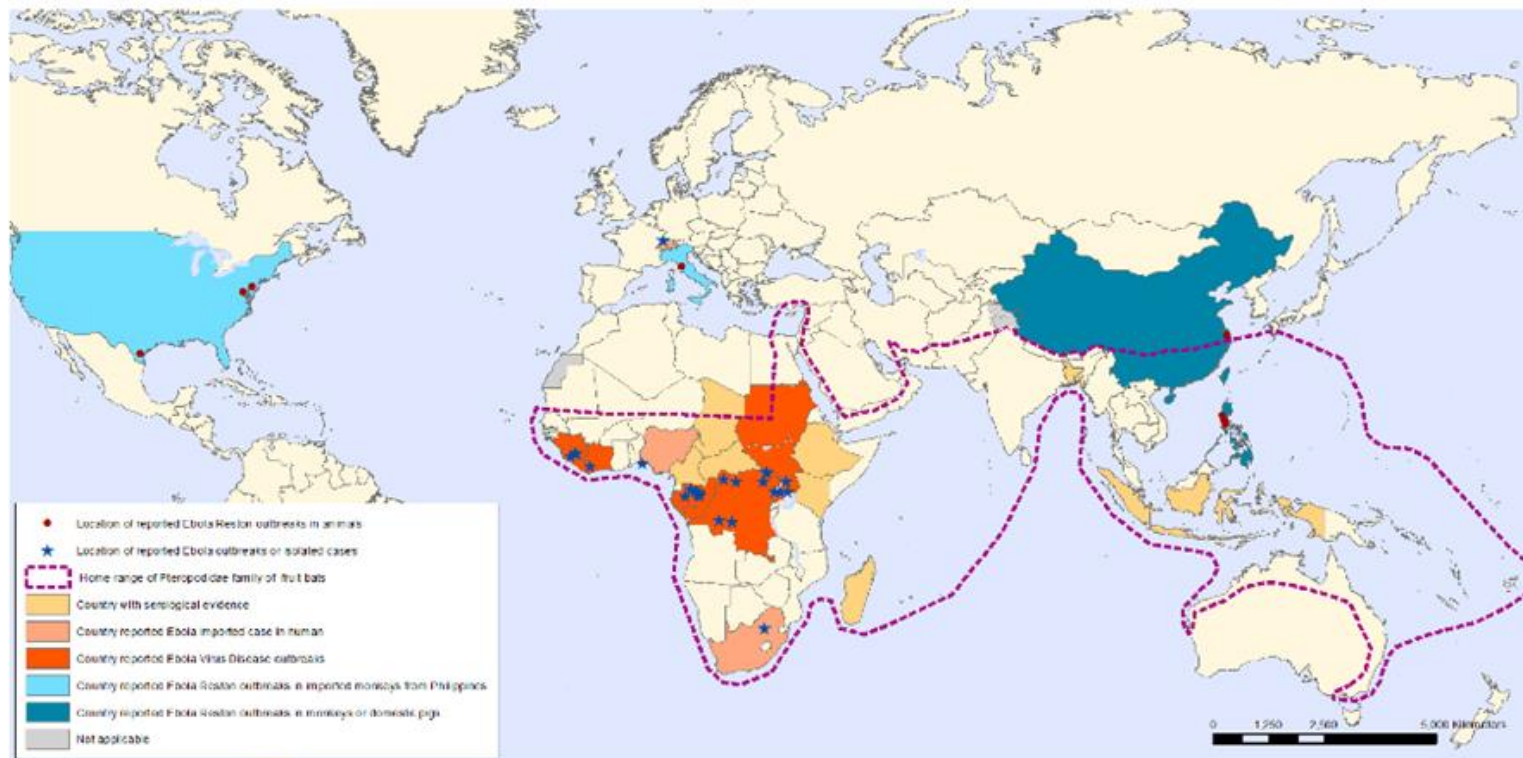 Location of reported Ebola Reston outbreaks in animals
Location of reported Ebola outbreaks or isolated cases
Home range of Pteropodidae family of fruit bats
Country with serological evidence
Country reported Ebola imported case in human
Country reported Ebola Virus Disease outbreaks
Country reported Ebola Reston outbreaks in imported monkeys from Philippines
Country reported Ebola Reston outbreaks in monkeys or domestic pigs
Not applicable
0 1,250 2,500 5,000 Kilometers